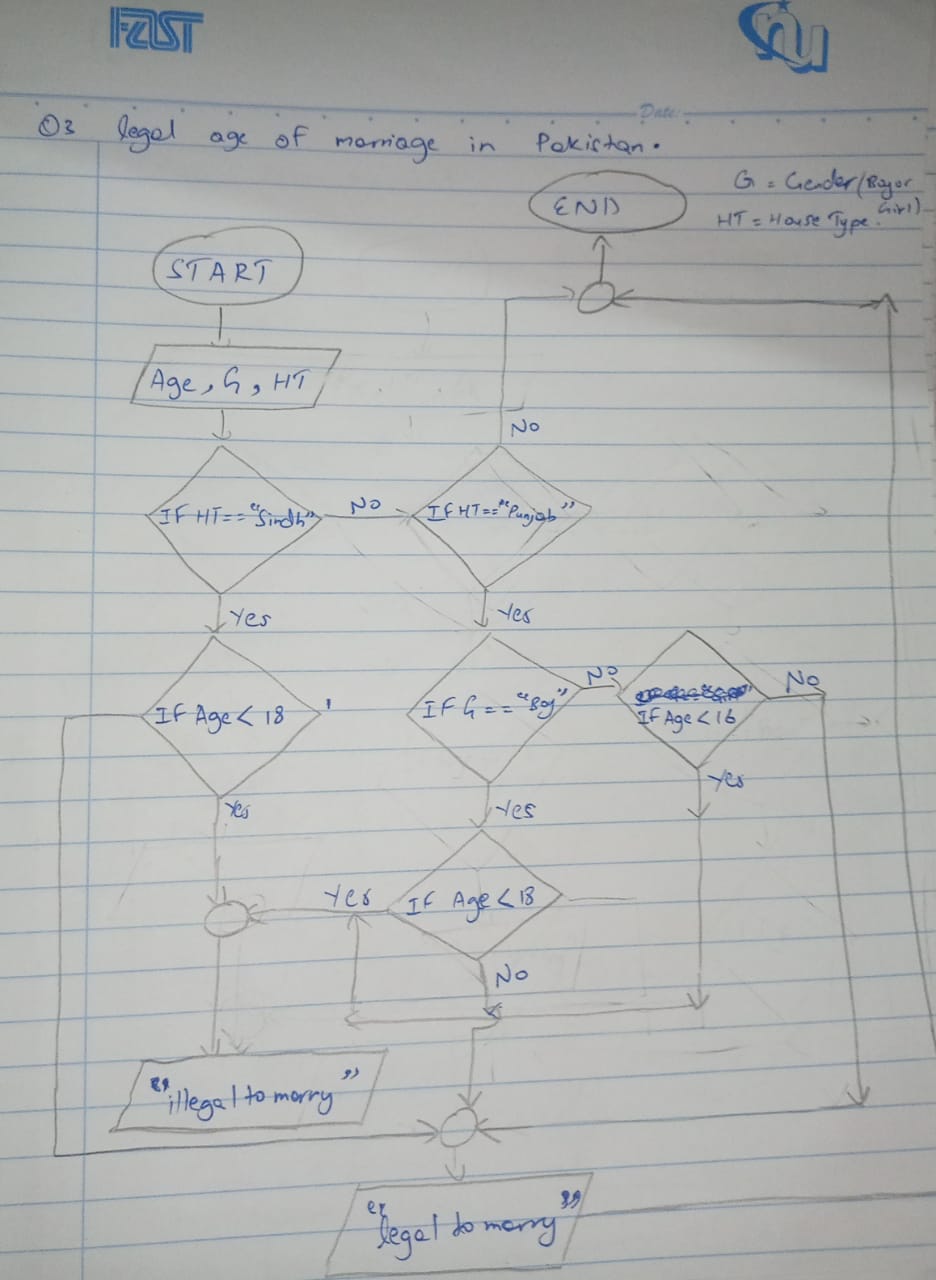 FAST
nu
Date:
Q3 legal age of marriage in Pakistan.
G = Gender (Boy or Girl)
HT = House Type.
END
START
Age, G, HT
No
IF HT == "Sindh"
No
IF HT == "Punjab"
Yes
Yes
IF Age < 18
IF G == "Boy"
No
IF Age < 16
No
Yes
Yes
Yes
Yes
IF Age < 18
No
"illegal to marry"
"legal to marry"